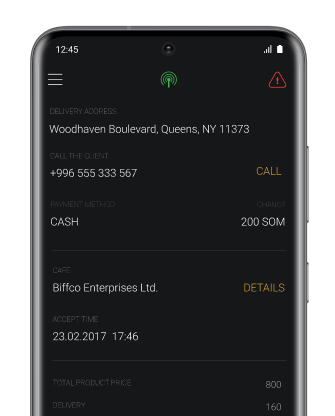 12:45
DELIVERY ADDRESS
Woodhaven Boulevard, Queens, NY 11373
CALL THE CLIENT
+996 555 333 567
CALL
PAYMENT METHOD
CHANGE
CASH
200 SOM
CAFE
Biffco Enterprises Ltd.
DETAILS
ACCEPT TIME
23.02.2017 17:46
TOTAL PRODUCT PRICE
800
DELIVERY
160